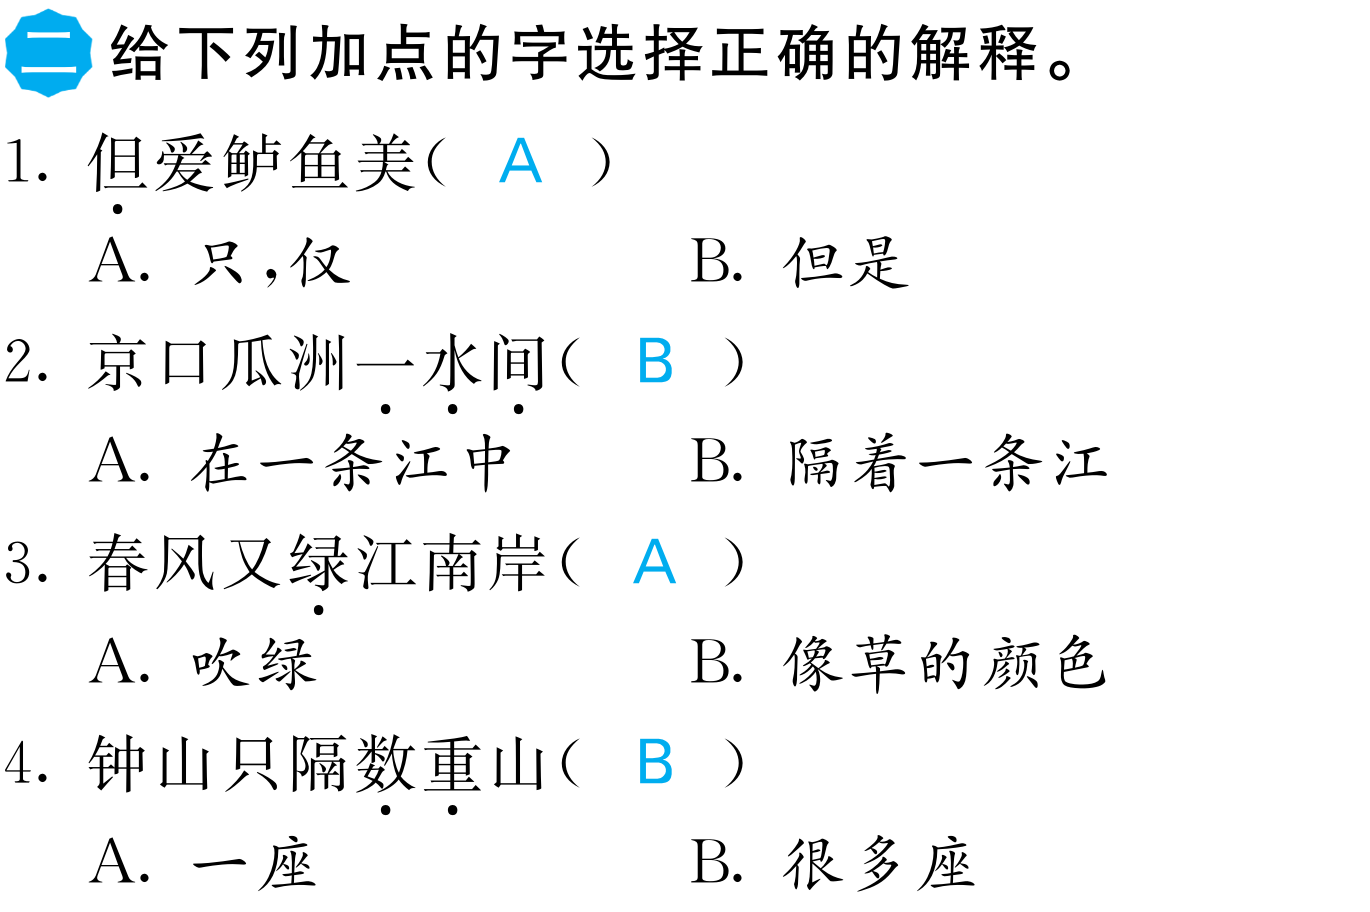 二 给下列加点的字选择正确的解释。
1. 但爱鲈鱼美( A )
A. 只,仅 B. 但是
2. 京口瓜洲一水间( B )
A. 在一条江中 B. 隔着一条江
3. 春风又绿江南岸( A )
A. 吹绿 B. 像草的颜色
4. 钟山只隔数重山( B )
A. 一座 B. 很多座